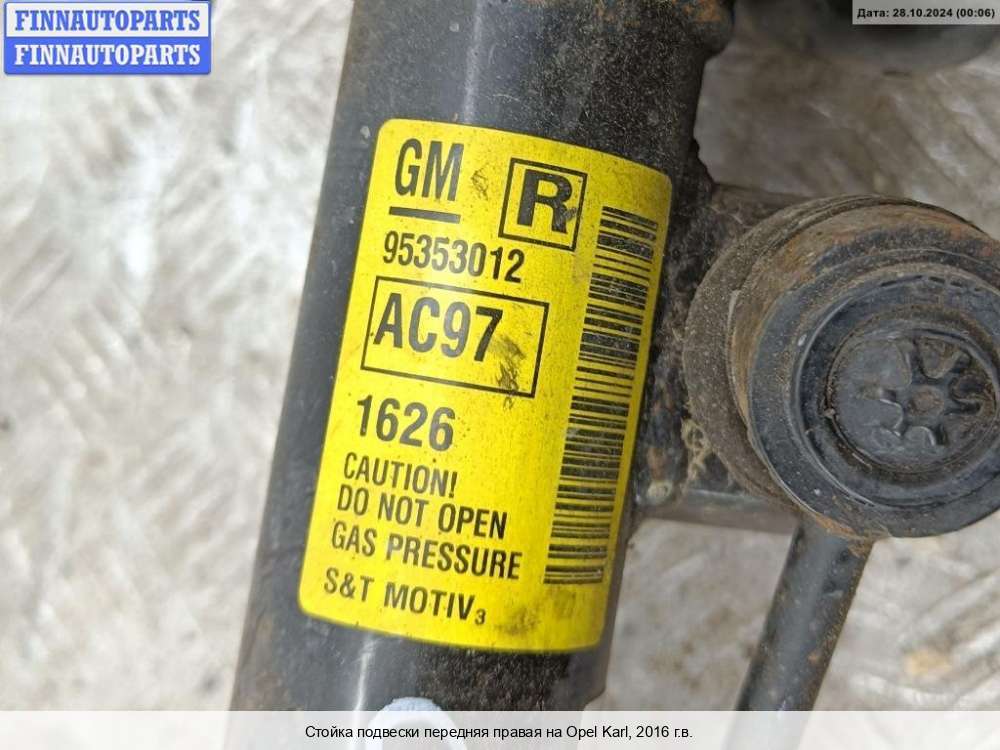 FINNAUTOPARTS
FINNAUTOPARTS
Дата: 28.10.2024 (00:06)
GM
R
95353012
AC97
1626
CAUTION!
DO NOT OPEN
GAS PRESSURE
S&T MOTIV3
Стойка подвески передняя правая на Opel Karl, 2016 г.в.